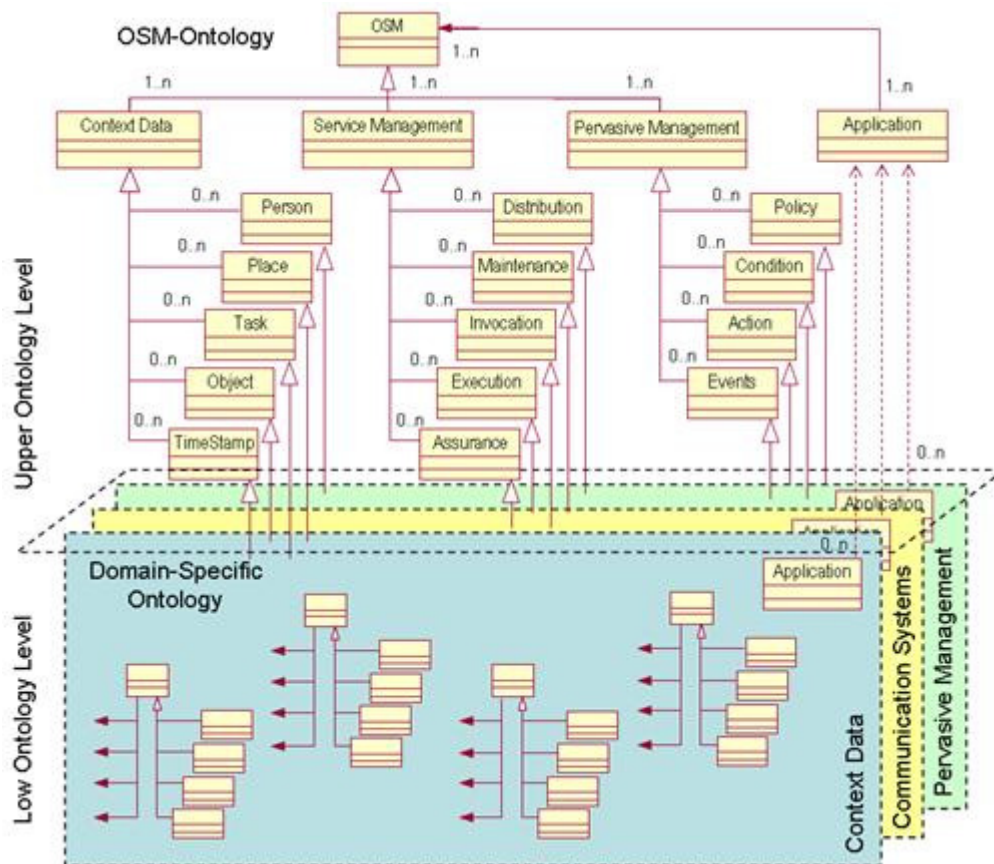 OSM-Ontology
OSM
1..n
1..n
1..n
1..n
1..n
Context Data
Service Management
Pervasive Management
Application
0..n
Person
0..n
Distribution
0..n
Policy
0..n
Place
0..n
Maintenance
0..n
Condition
0..n
Task
0..n
Invocation
0..n
Action
0..n
Object
0..n
Execution
0..n
Events
0..n
TimeStamp
0..n
Assurance
0..n
Upper Ontology Level
Application
Application
0..n
Application
Domain-Specific
Ontology
Low Ontology Level
Context Data
Communication Systems
Pervasive Management